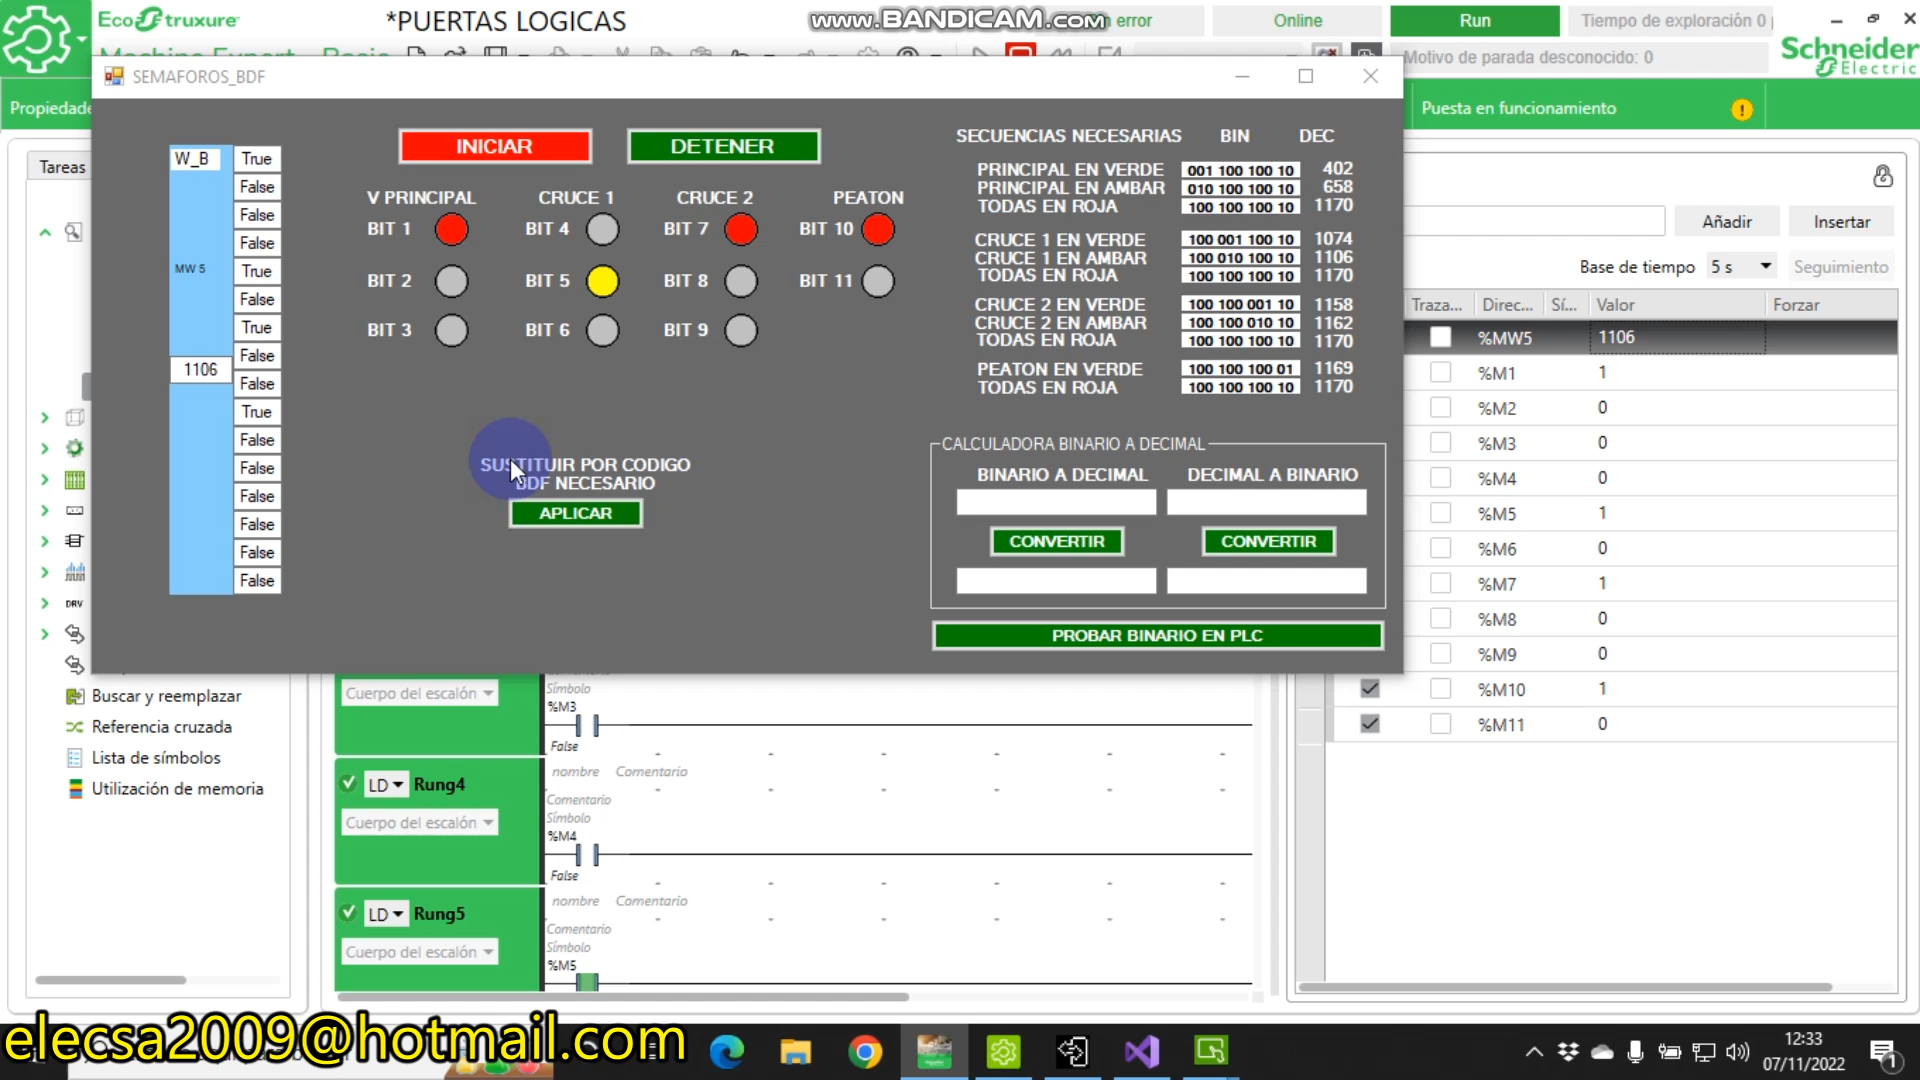 EcoStruxure
Machine Expert - Basic
*PUERTAS LOGICAS
www.BANDICAM.com
error
Online
Run
Tiempo de exploración 0
Motivo de parada desconocido: 0
Schneider
Electric
Propiedade
Puesta en funcionamiento
SEMAFOROS_BDF
W_B
True
False
False
False
MW 5
True
False
True
False
1106
False
True
False
False
False
False
False
False
INICIAR
DETENER
V PRINCIPAL
CRUCE 1
CRUCE 2
PEATON
BIT 1
BIT 4
BIT 7
BIT 10
BIT 2
BIT 5
BIT 8
BIT 11
BIT 3
BIT 6
BIT 9
SUSTITUIR POR CODIGO
BDF NECESARIO
APLICAR
SECUENCIAS NECESARIAS BIN DEC
PRINCIPAL EN VERDE 001 100 100 10 402
PRINCIPAL EN AMBAR 010 100 100 10 658
TODAS EN ROJA 100 100 100 10 1170
CRUCE 1 EN VERDE 100 001 100 10 1074
CRUCE 1 EN AMBAR 100 010 100 10 1106
TODAS EN ROJA 100 100 100 10 1170
CRUCE 2 EN VERDE 100 100 001 10 1158
CRUCE 2 EN AMBAR 100 100 010 10 1162
TODAS EN ROJA 100 100 100 10 1170
PEATON EN VERDE 100 100 100 01 1169
TODAS EN ROJA 100 100 100 10 1170
CALCULADORA BINARIO A DECIMAL
BINARIO A DECIMAL
DECIMAL A BINARIO
CONVERTIR
CONVERTIR
PROBAR BINARIO EN PLC
Tareas
DRV
Buscar y reemplazar
Referencia cruzada
Lista de símbolos
Utilización de memoria
Cuerpo del escalón
Símbolo
%M3
False
nombre Comentario
LD Rung4
Cuerpo del escalón
Comentario
Símbolo
%M4
False
nombre Comentario
LD Rung5
Cuerpo del escalón
Comentario
Símbolo
%M5
Añadir
Insertar
Base de tiempo 5 s
Seguimiento
Traza... Direc... Sí... Valor Forzar
%MW5 1106
%M1 1
%M2 0
%M3 0
%M4 0
%M5 1
%M6 0
%M7 1
%M8 0
%M9 0
%M10 1
%M11 0
elecsa2009@hotmail.com
12:33
07/11/2022
1